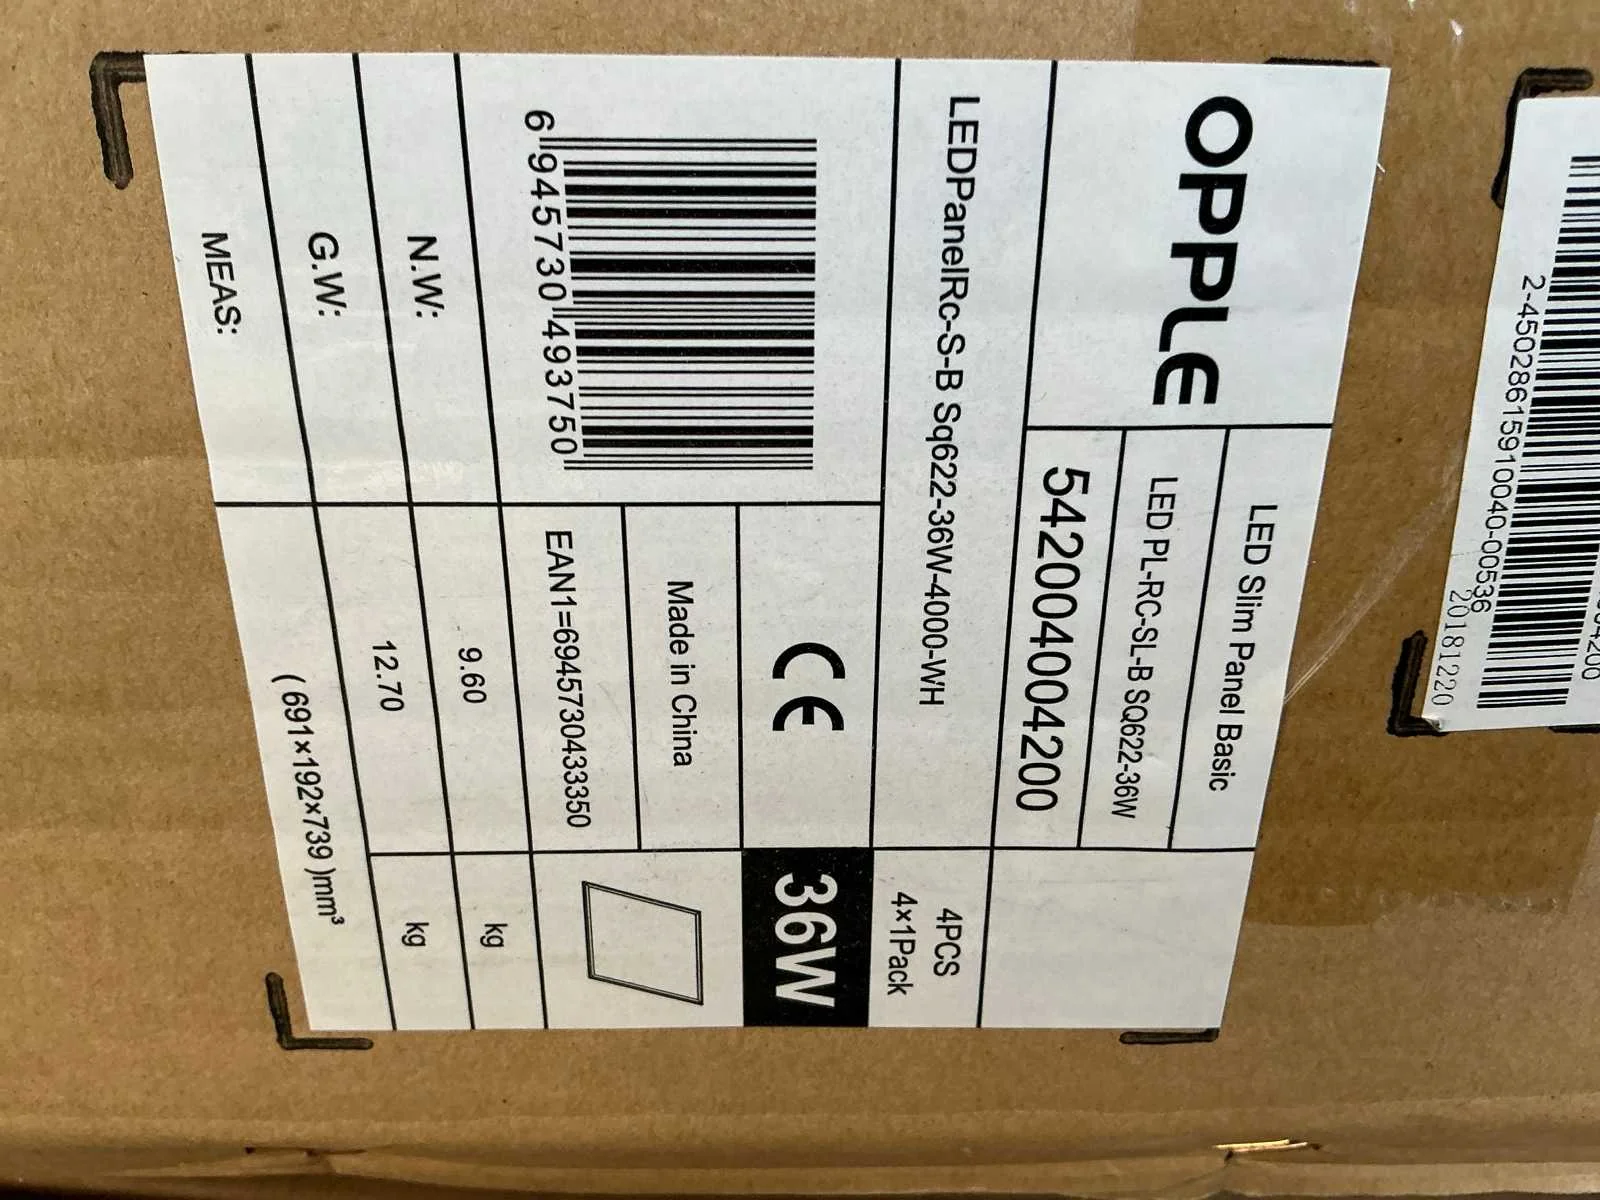 OPPLE
LED Slim Panel Basic
LED PL-RC-SL-B SQ622-36W
542004004200
LEDPanelRc-S-B Sq622-36W-4000-WH
4PCS
4×1Pack
6 945730 493750
CE
36W
Made in China
EAN1=6945730433350
N.W:
9.60
kg
G.W:
12.70
kg
MEAS:
( 691×192×739 )mm³
2-4502861591 0040-00536
20181220